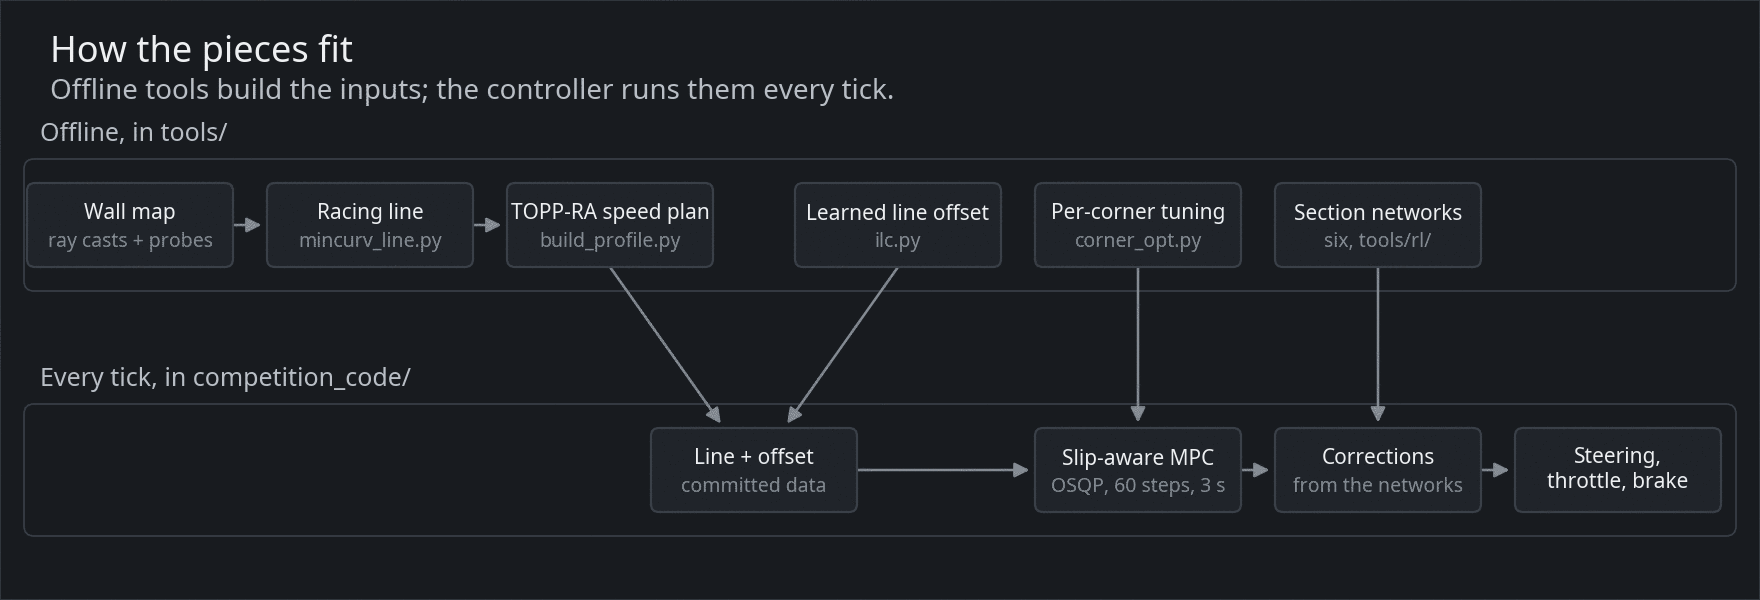 How the pieces fit
Offline tools build the inputs; the controller runs them every tick.
Offline, in tools/
Wall map
ray casts + probes
Racing line
mincurv_line.py
TOPP-RA speed plan
build_profile.py
Learned line offset
ilc.py
Per-corner tuning
corner_opt.py
Section networks
six, tools/rl/
Every tick, in competition_code/
Line + offset
committed data
Slip-aware MPC
OSQP, 60 steps, 3 s
Corrections
from the networks
Steering,
throttle, brake